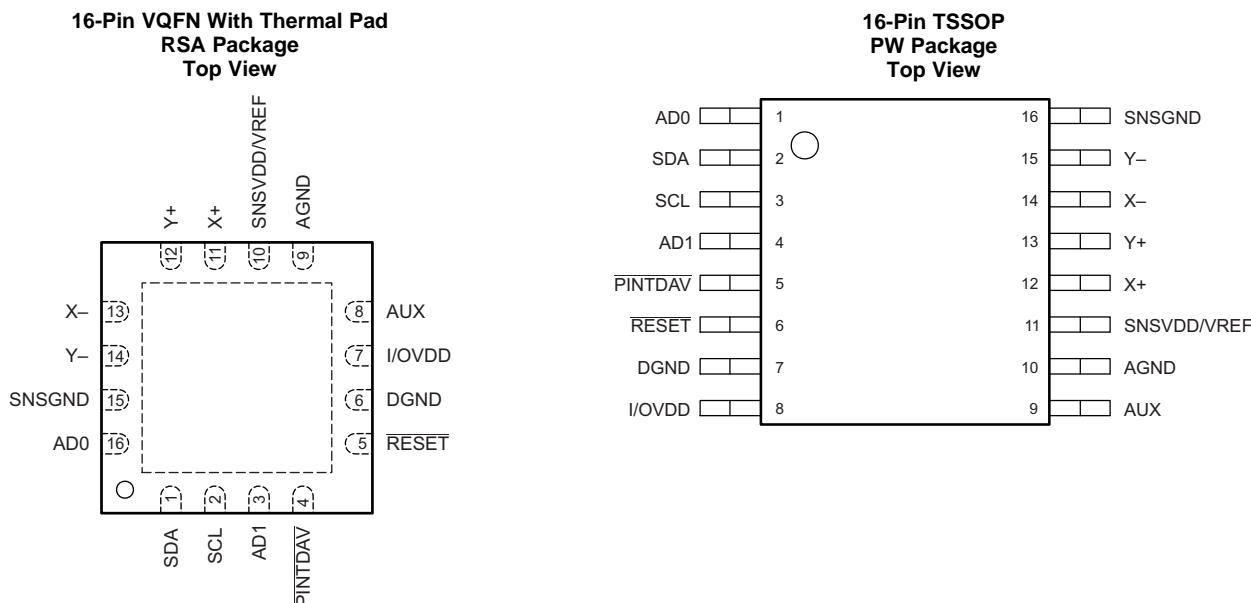 16-Pin VQFN With Thermal Pad
RSA Package
Top View
Y+
X+
SNSVDD/VREF
AGND
12
11
10
9
X– 13
8 AUX
Y– 14
7 I/OVDD
SNSGND 15
6 DGND
AD0 16
5 RESET
1
2
3
4
SDA
SCL
AD1
PINTDAV
16-Pin TSSOP
PW Package
Top View
AD0 1
16 SNSGND
SDA 2
15 Y–
SCL 3
14 X–
AD1 4
13 Y+
PINTDAV 5
12 X+
RESET 6
11 SNSVDD/VREF
DGND 7
10 AGND
I/OVDD 8
9 AUX